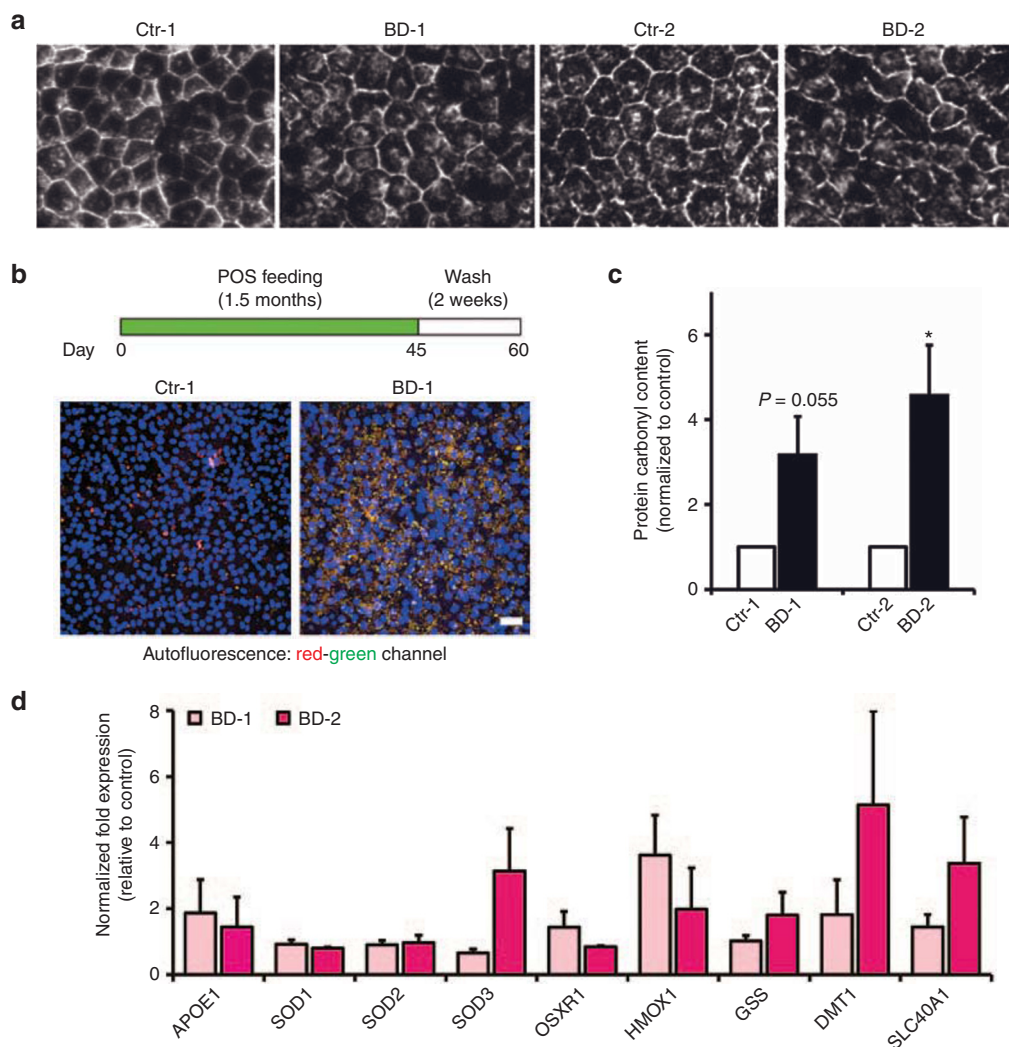 a
Ctr-1 BD-1 Ctr-2 BD-2
b
POS feeding
(1.5 months)
Wash
(2 weeks)
Day 0 45 60
Ctr-1 BD-1
Autofluorescence: red-green channel
c
Protein carbonyl content
(normalized to control)
6
4
2
0
P = 0.055
*
Ctr-1 BD-1 Ctr-2 BD-2
d
Normalized fold expression
(relative to control)
8
6
4
2
0
BD-1 BD-2
APOE1 SOD1 SOD2 SOD3 OSXR1 HMOX1 GSS DMT1 SLC40A1